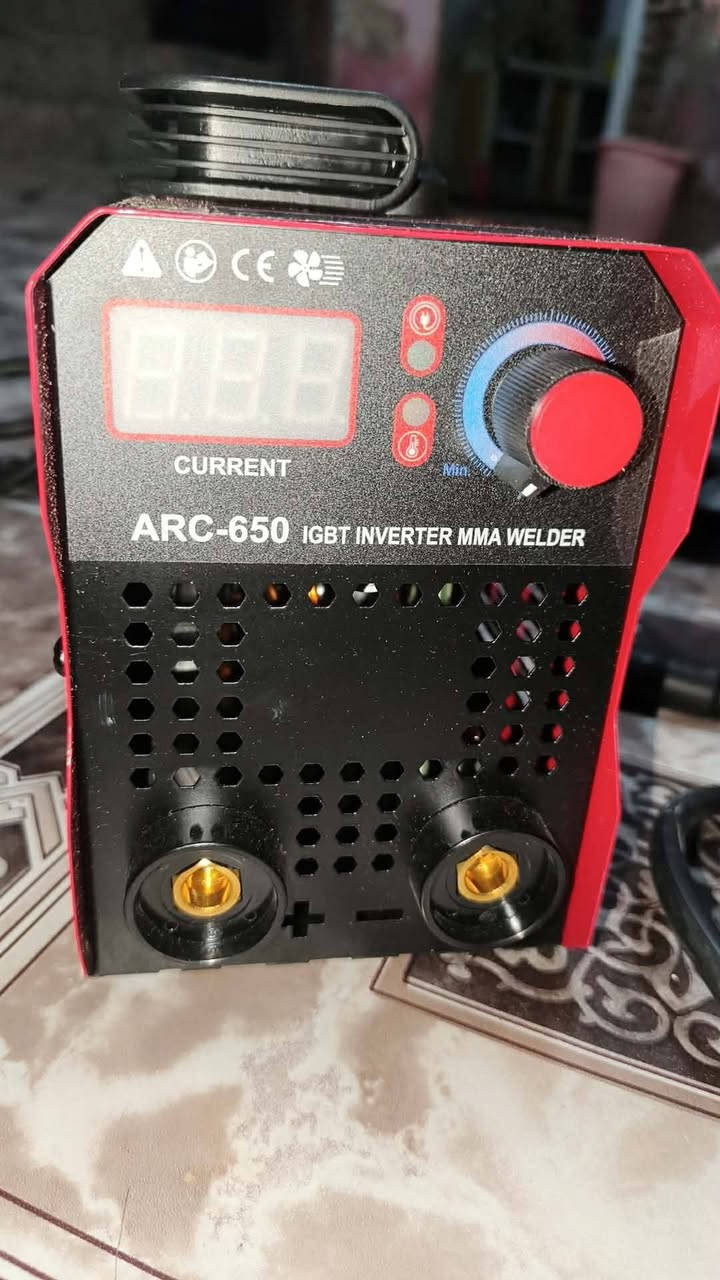 CE
CURRENT
Min
ARC-650 IGBT INVERTER MMA WELDER
+ -